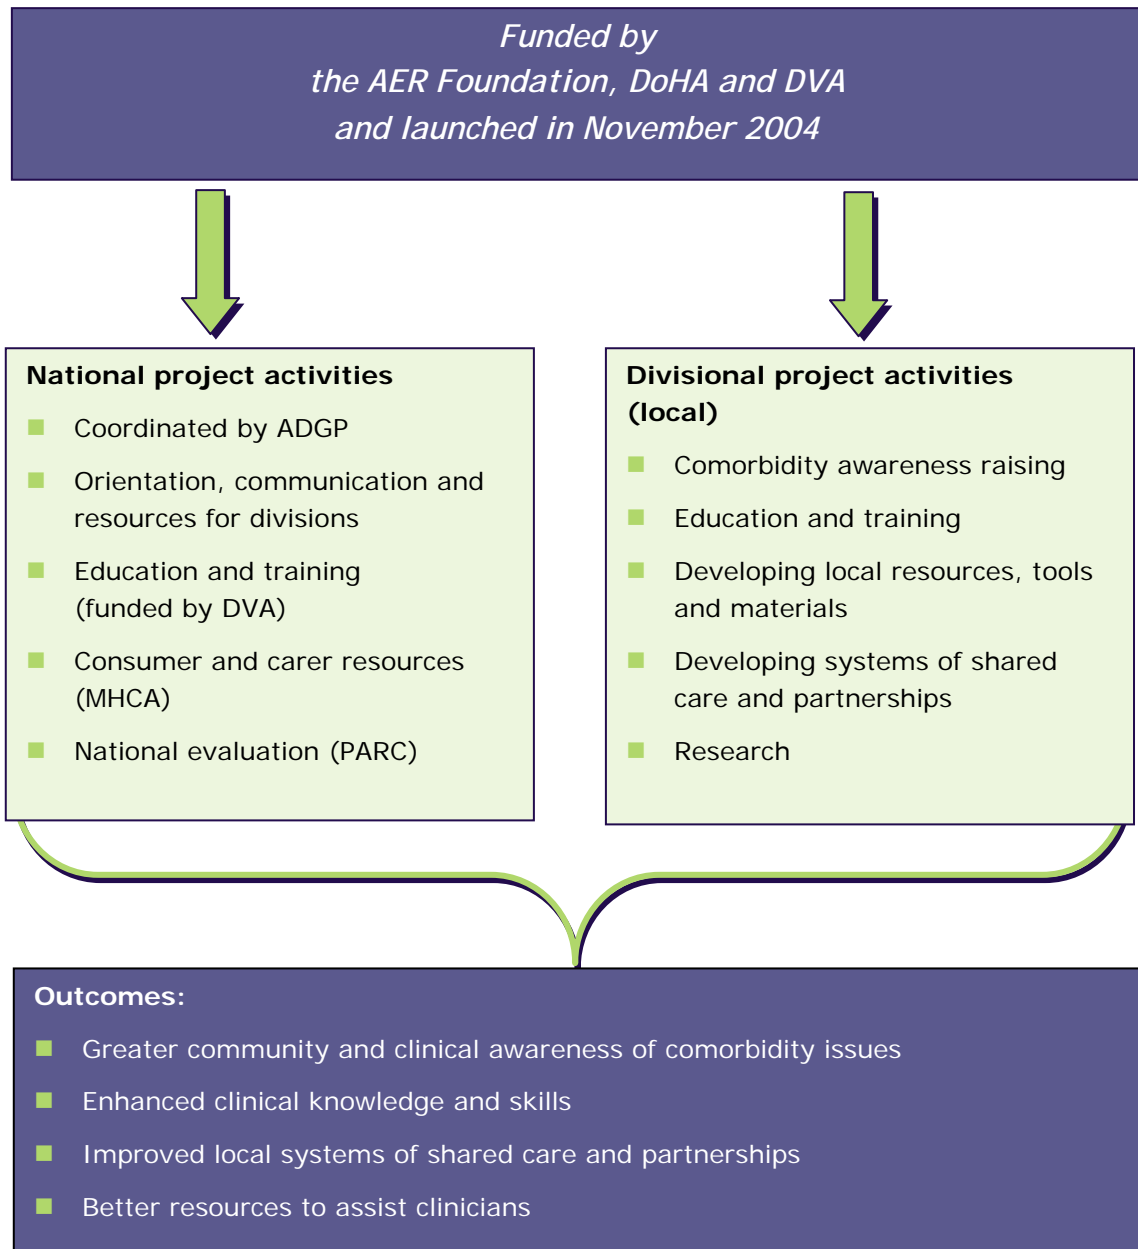 Funded by
the AER Foundation, DoHA and DVA
and launched in November 2004
National project activities
Coordinated by ADGP
Orientation, communication and
resources for divisions
Education and training
(funded by DVA)
Consumer and carer resources
(MHCA)
National evaluation (PARC)
Divisional project activities
(local)
Comorbidity awareness raising
Education and training
Developing local resources, tools
and materials
Developing systems of shared
care and partnerships
Research
Outcomes:
Greater community and clinical awareness of comorbidity issues
Enhanced clinical knowledge and skills
Improved local systems of shared care and partnerships
Better resources to assist clinicians